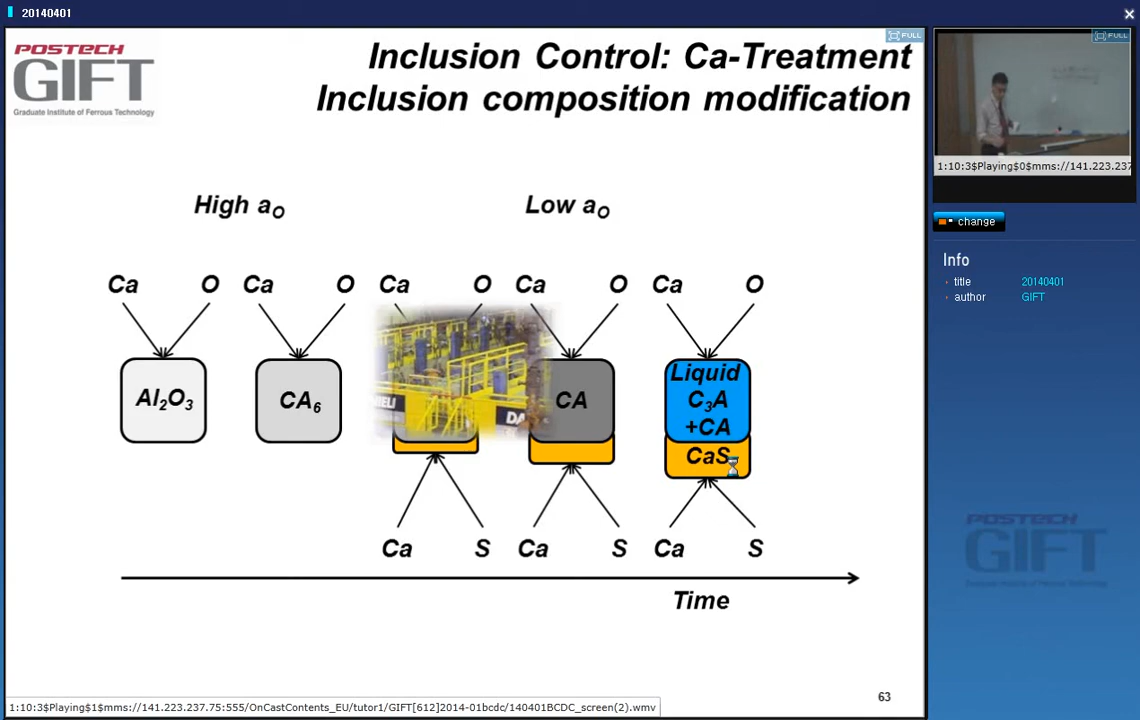 20140401
POSTECH
GIFT
Graduate Institute of Ferrous Technology
Inclusion Control: Ca-Treatment
Inclusion composition modification
FULL
FULL
1:10:3$Playing$0$mms://141.223.237
change
Info
title 20140401
author GIFT
High aO
Low aO
Ca O Ca O Ca O Ca O Ca O
Al2O3
CA6
CA
Liquid
C3A
+CA
CaS
Ca S Ca S Ca S
Time
POSTECH
GIFT
63
1:10:3$Playing$1$mms://141.223.237.75:555/OnCastContents_EU/tutor1/GIFT[612]2014-01bcdc/140401BCDC_screen(2).wmv